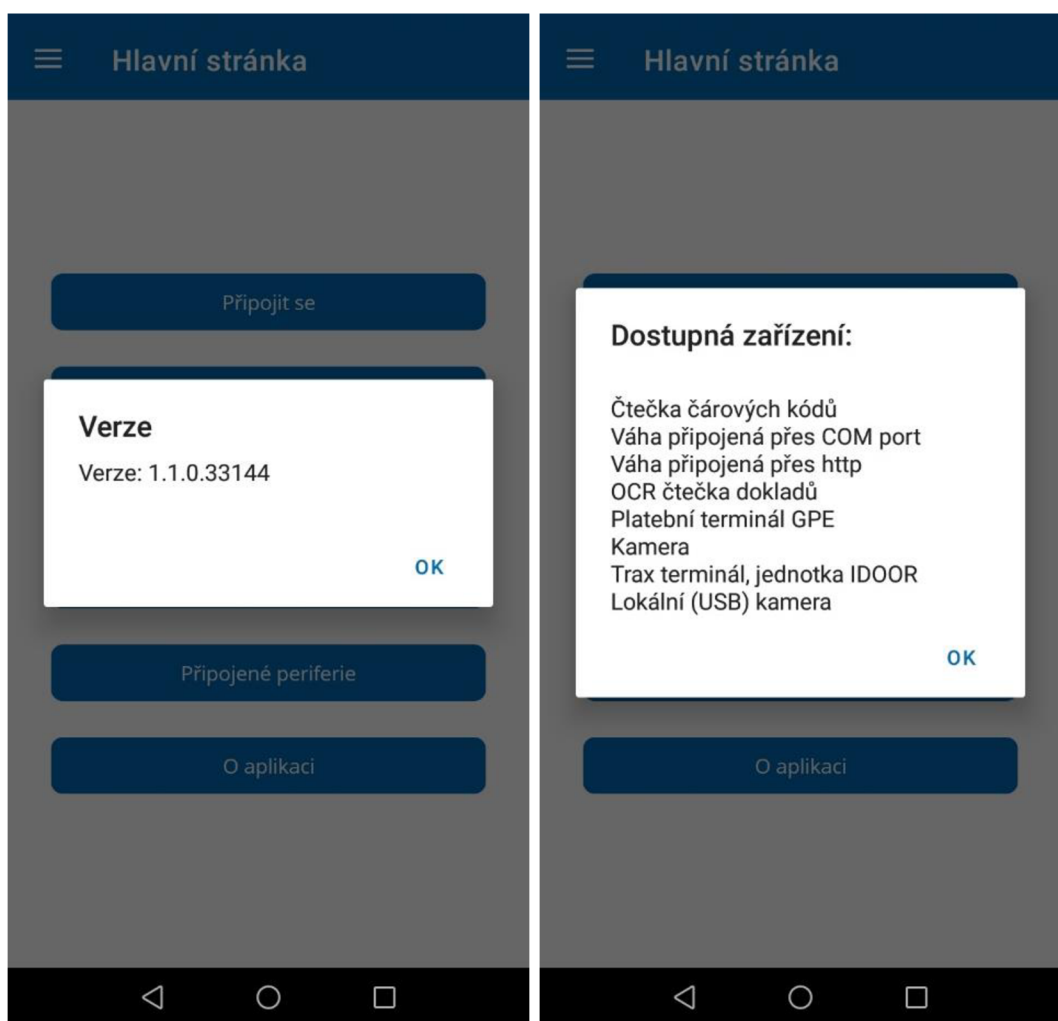 Hlavní stránka
Připojit se
Verze
Verze: 1.1.0.33144
OK
Připojené periferie
O aplikaci
Hlavní stránka
Dostupná zařízení:
Čtečka čárových kódů
Váha připojená přes COM port
Váha připojená přes http
OCR čtečka dokladů
Platební terminál GPE
Kamera
Trax terminál, jednotka IDOOR
Lokální (USB) kamera
OK
O aplikaci